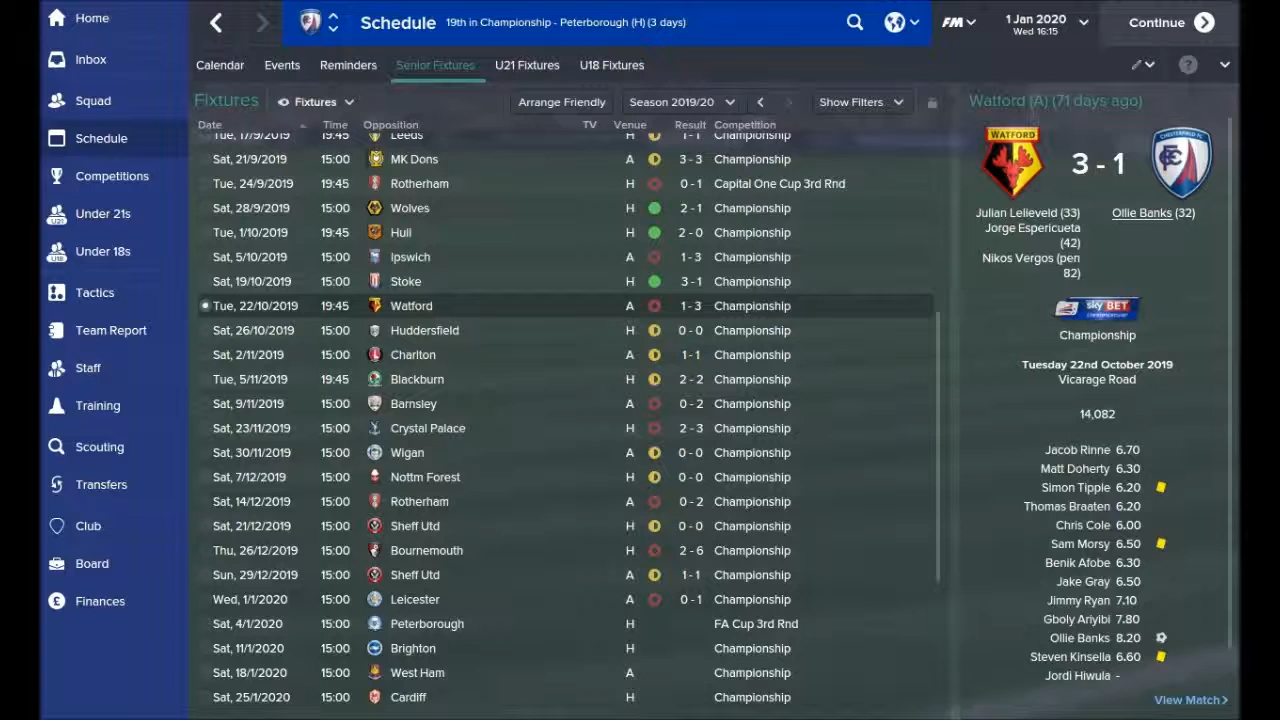 Home
Inbox
Squad
Schedule
Competitions
Under 21s
Under 18s
Tactics
Team Report
Staff
Training
Scouting
Transfers
Club
Board
Finances
Schedule 19th in Championship - Peterborough (H) (3 days)
FM
1 Jan 2020
Wed 16:15
Continue
Calendar Events Reminders Senior Fixtures U21 Fixtures U18 Fixtures
Fixtures Fixtures Arrange Friendly Season 2019/20 Show Filters
Date Time Opposition TV Venue Result Competition
Tue, 17/9/2019 19:45 Leeds H 1-1 Championship
Sat, 21/9/2019 15:00 MK Dons A 3-3 Championship
Tue, 24/9/2019 19:45 Rotherham H 0-1 Capital One Cup 3rd Rnd
Sat, 28/9/2019 15:00 Wolves H 2-1 Championship
Tue, 1/10/2019 19:45 Hull H 2-0 Championship
Sat, 5/10/2019 15:00 Ipswich A 1-3 Championship
Sat, 19/10/2019 15:00 Stoke H 3-1 Championship
Tue, 22/10/2019 19:45 Watford A 1-3 Championship
Sat, 26/10/2019 15:00 Huddersfield H 0-0 Championship
Sat, 2/11/2019 15:00 Charlton A 1-1 Championship
Tue, 5/11/2019 19:45 Blackburn H 2-2 Championship
Sat, 9/11/2019 15:00 Barnsley A 0-2 Championship
Sat, 23/11/2019 15:00 Crystal Palace H 2-3 Championship
Sat, 30/11/2019 15:00 Wigan A 0-0 Championship
Sat, 7/12/2019 15:00 Nottm Forest H 0-0 Championship
Sat, 14/12/2019 15:00 Rotherham A 0-2 Championship
Sat, 21/12/2019 15:00 Sheff Utd H 0-0 Championship
Thu, 26/12/2019 15:00 Bournemouth H 2-6 Championship
Sun, 29/12/2019 15:00 Sheff Utd A 1-1 Championship
Wed, 1/1/2020 15:00 Leicester A 0-1 Championship
Sat, 4/1/2020 15:00 Peterborough H FA Cup 3rd Rnd
Sat, 11/1/2020 15:00 Brighton H Championship
Sat, 18/1/2020 15:00 West Ham A Championship
Sat, 25/1/2020 15:00 Cardiff H Championship
Watford (A) (71 days ago)
WATFORD
3 - 1
CHESTERFIELD FC
Julian Lelieveld (33)
Jorge Espericueta
(42)
Nikos Vergos (pen
82)
Ollie Banks (32)
sky BET
Championship
Tuesday 22nd October 2019
Vicarage Road
14,082
Jacob Rinne 6.70
Matt Doherty 6.30
Simon Tipple 6.20
Thomas Braaten 6.20
Chris Cole 6.00
Sam Morsy 6.50
Benik Afobe 6.30
Jake Gray 6.50
Jimmy Ryan 7.10
Gboly Ariyibi 7.80
Ollie Banks 8.20
Steven Kinsella 6.60
Jordi Hiwula -
View Match